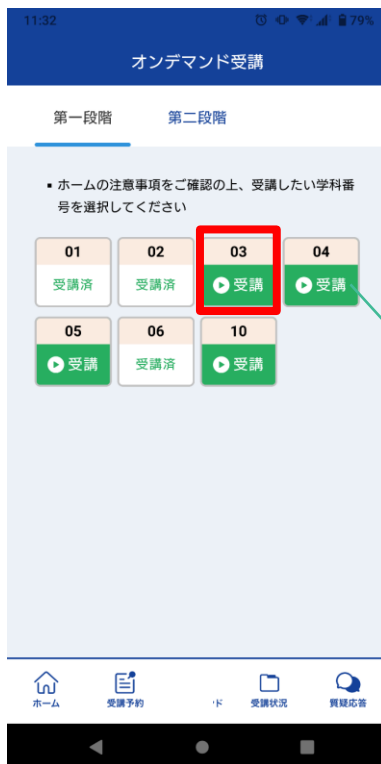 11:32
79%
オンデマンド受講
第一段階
第二段階
▪ ホームの注意事項をご確認の上、受講したい学科番
号を選択してください
01 02 03 04
受講済 受講済 受講 受講
05 06 10
受講 受講済 受講
ホーム 受講予約 ド 受講状況 質疑応答